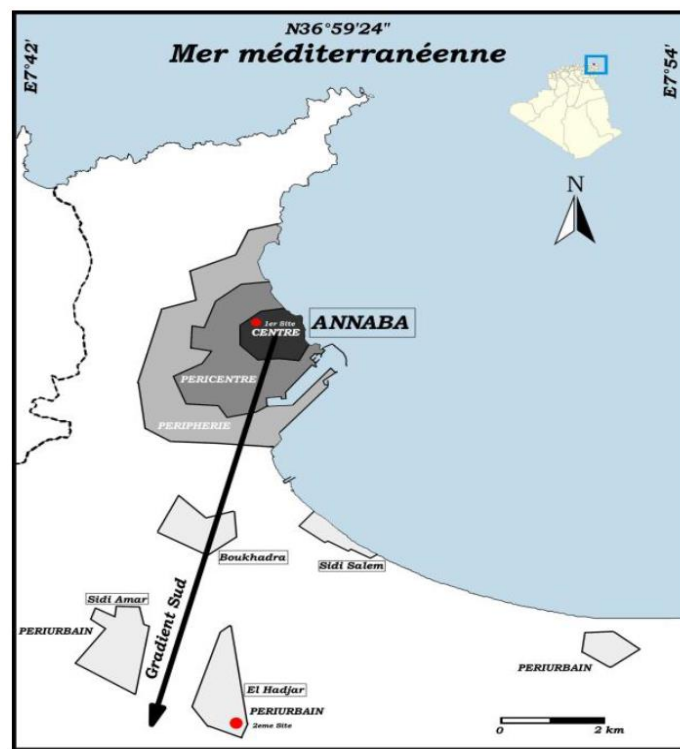 N36°59'24"
Mer méditerranéenne
E7°42'
E7°54'
N
1er Site
CENTRE
ANNABA
PERICENTRE
PERIPHERIE
Boukhadra
Sidi Salem
Sidi Amar
PERIURBAIN
Gradient Sud
PERIURBAIN
El Hadjar
PERIURBAIN
2eme Site
0 2 km